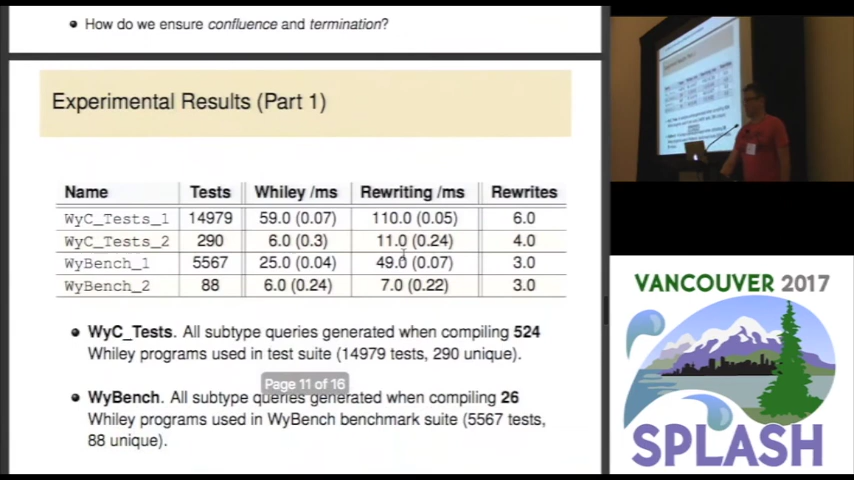 • How do we ensure confluence and termination?
Experimental Results (Part 1)
Name Tests Whiley /ms Rewriting /ms Rewrites
WyC_Tests_1 14979 59.0 (0.07) 110.0 (0.05) 6.0
WyC_Tests_2 290 6.0 (0.3) 11.0 (0.24) 4.0
WyBench_1 5567 25.0 (0.04) 49.0 (0.07) 3.0
WyBench_2 88 6.0 (0.24) 7.0 (0.22) 3.0
• WyC_Tests. All subtype queries generated when compiling 524
Whiley programs used in test suite (14979 tests, 290 unique).
Page 11 of 16
• WyBench. All subtype queries generated when compiling 26
Whiley programs used in WyBench benchmark suite (5567 tests,
88 unique).
VANCOUVER 2017
SPLASH